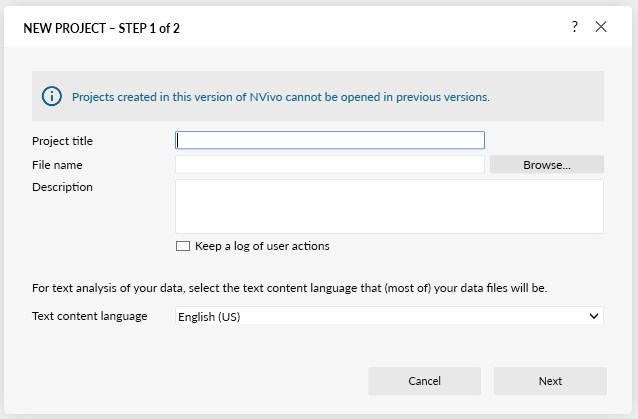 NEW PROJECT – STEP 1 of 2
?
Projects created in this version of NVivo cannot be opened in previous versions.
Project title
File name
Browse...
Description
Keep a log of user actions
For text analysis of your data, select the text content language that (most of) your data files will be.
Text content language
English (US)
Cancel
Next